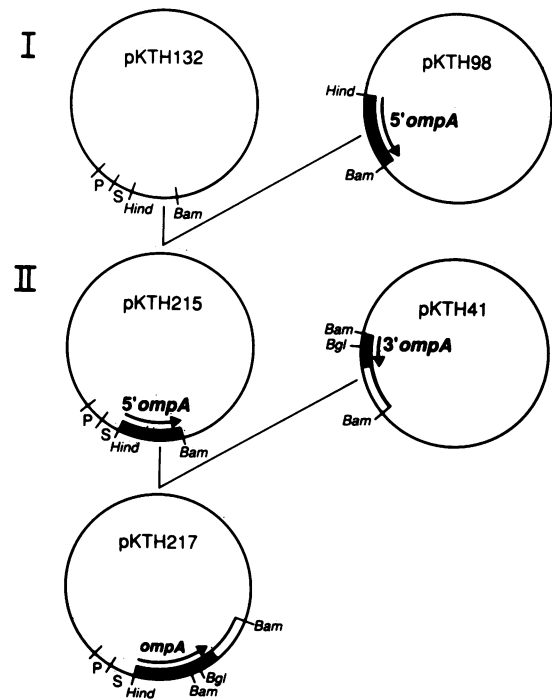 I
pKTH132
P
S
Hind
Bam
pKTH98
Hind
5'ompA
Bam
II
pKTH215
5'ompA
P
S
Hind
Bam
pKTH41
Bam
Bgl
3'ompA
Bam
pKTH217
ompA
P
S
Hind
Bam
Bgl
Bam